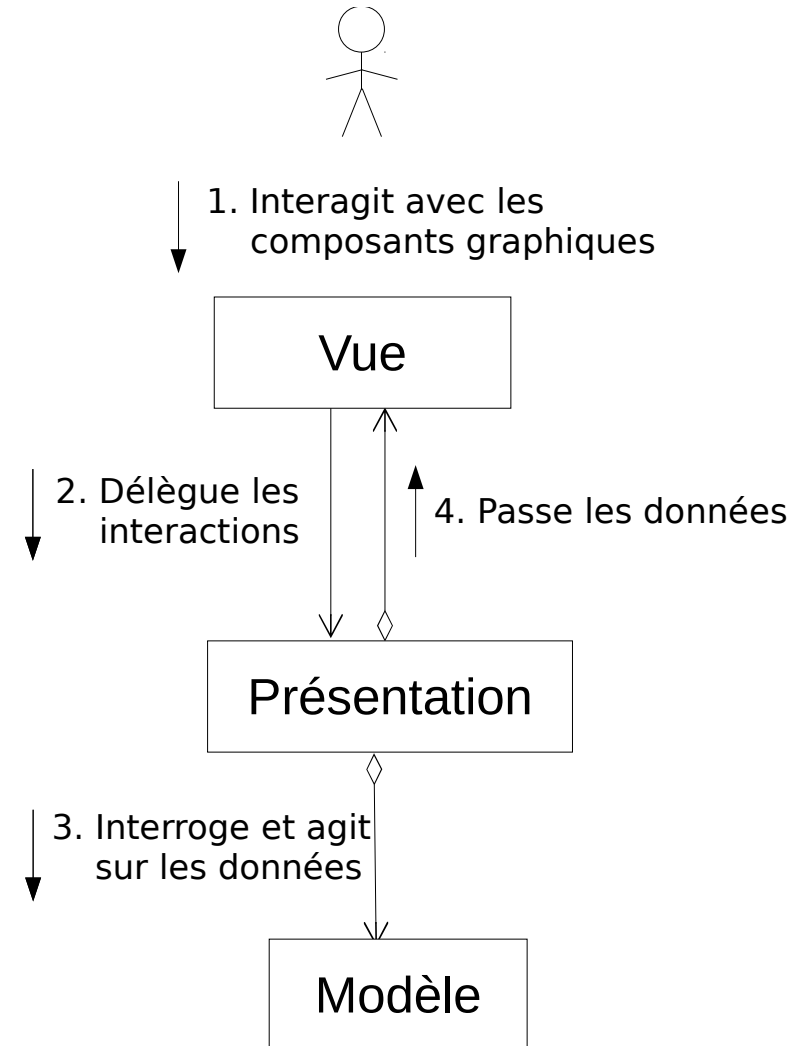 1. Interagit avec les
composants graphiques
Vue
2. Délègue les
interactions
4. Passe les données
Présentation
3. Interroge et agit
sur les données
Modèle